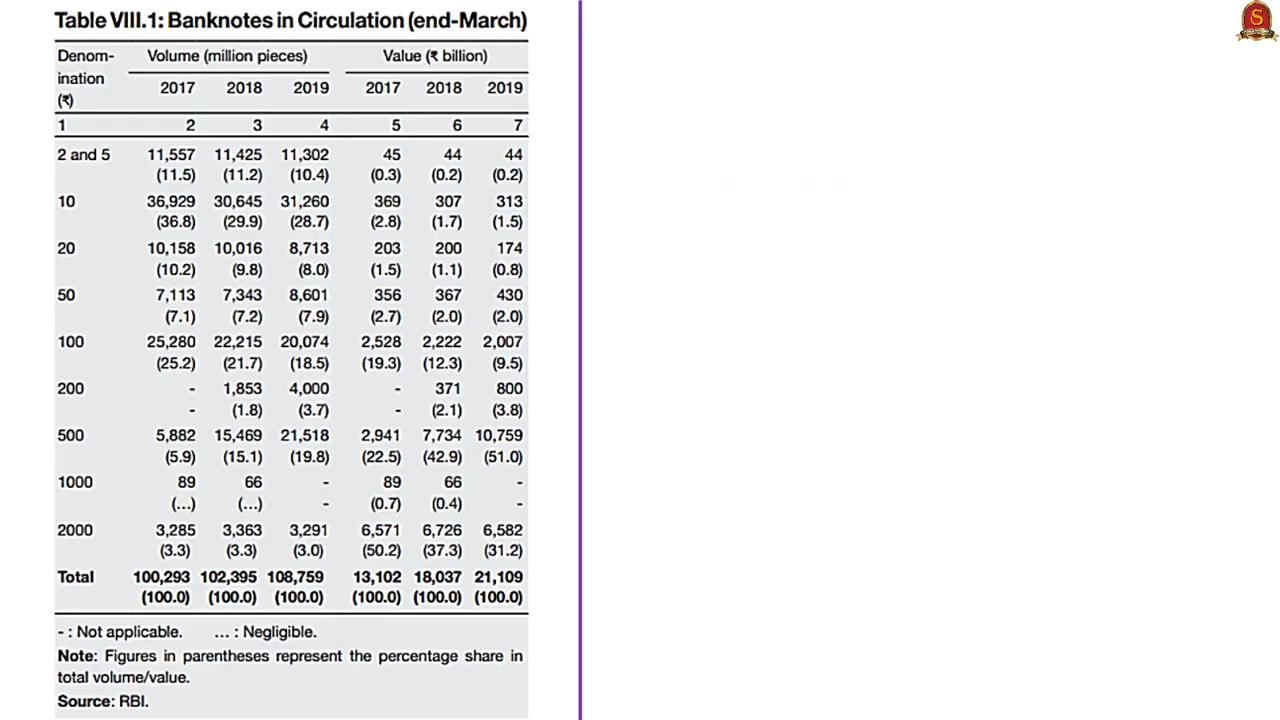 Table VIII.1: Banknotes in Circulation (end-March)
Denom- Volume (million pieces) Value (₹ billion)
ination
2017 2018 2019 2017 2018 2019
(₹)
1 2 3 4 5 6 7
2 and 5 11,557 11,425 11,302 45 44 44
(11.5) (11.2) (10.4) (0.3) (0.2) (0.2)
10 36,929 30,645 31,260 369 307 313
(36.8) (29.9) (28.7) (2.8) (1.7) (1.5)
20 10,158 10,016 8,713 203 200 174
(10.2) (9.8) (8.0) (1.5) (1.1) (0.8)
50 7,113 7,343 8,601 356 367 430
(7.1) (7.2) (7.9) (2.7) (2.0) (2.0)
100 25,280 22,215 20,074 2,528 2,222 2,007
(25.2) (21.7) (18.5) (19.3) (12.3) (9.5)
200 - 1,853 4,000 - 371 800
- (1.8) (3.7) - (2.1) (3.8)
500 5,882 15,469 21,518 2,941 7,734 10,759
(5.9) (15.1) (19.8) (22.5) (42.9) (51.0)
1000 89 66 - 89 66 -
(...) (...) - (0.7) (0.4) -
2000 3,285 3,363 3,291 6,571 6,726 6,582
(3.3) (3.3) (3.0) (50.2) (37.3) (31.2)
Total 100,293 102,395 108,759 13,102 18,037 21,109
(100.0) (100.0) (100.0) (100.0) (100.0) (100.0)
- : Not applicable. ... : Negligible.
Note: Figures in parentheses represent the percentage share in
total volume/value.
Source: RBI.
S